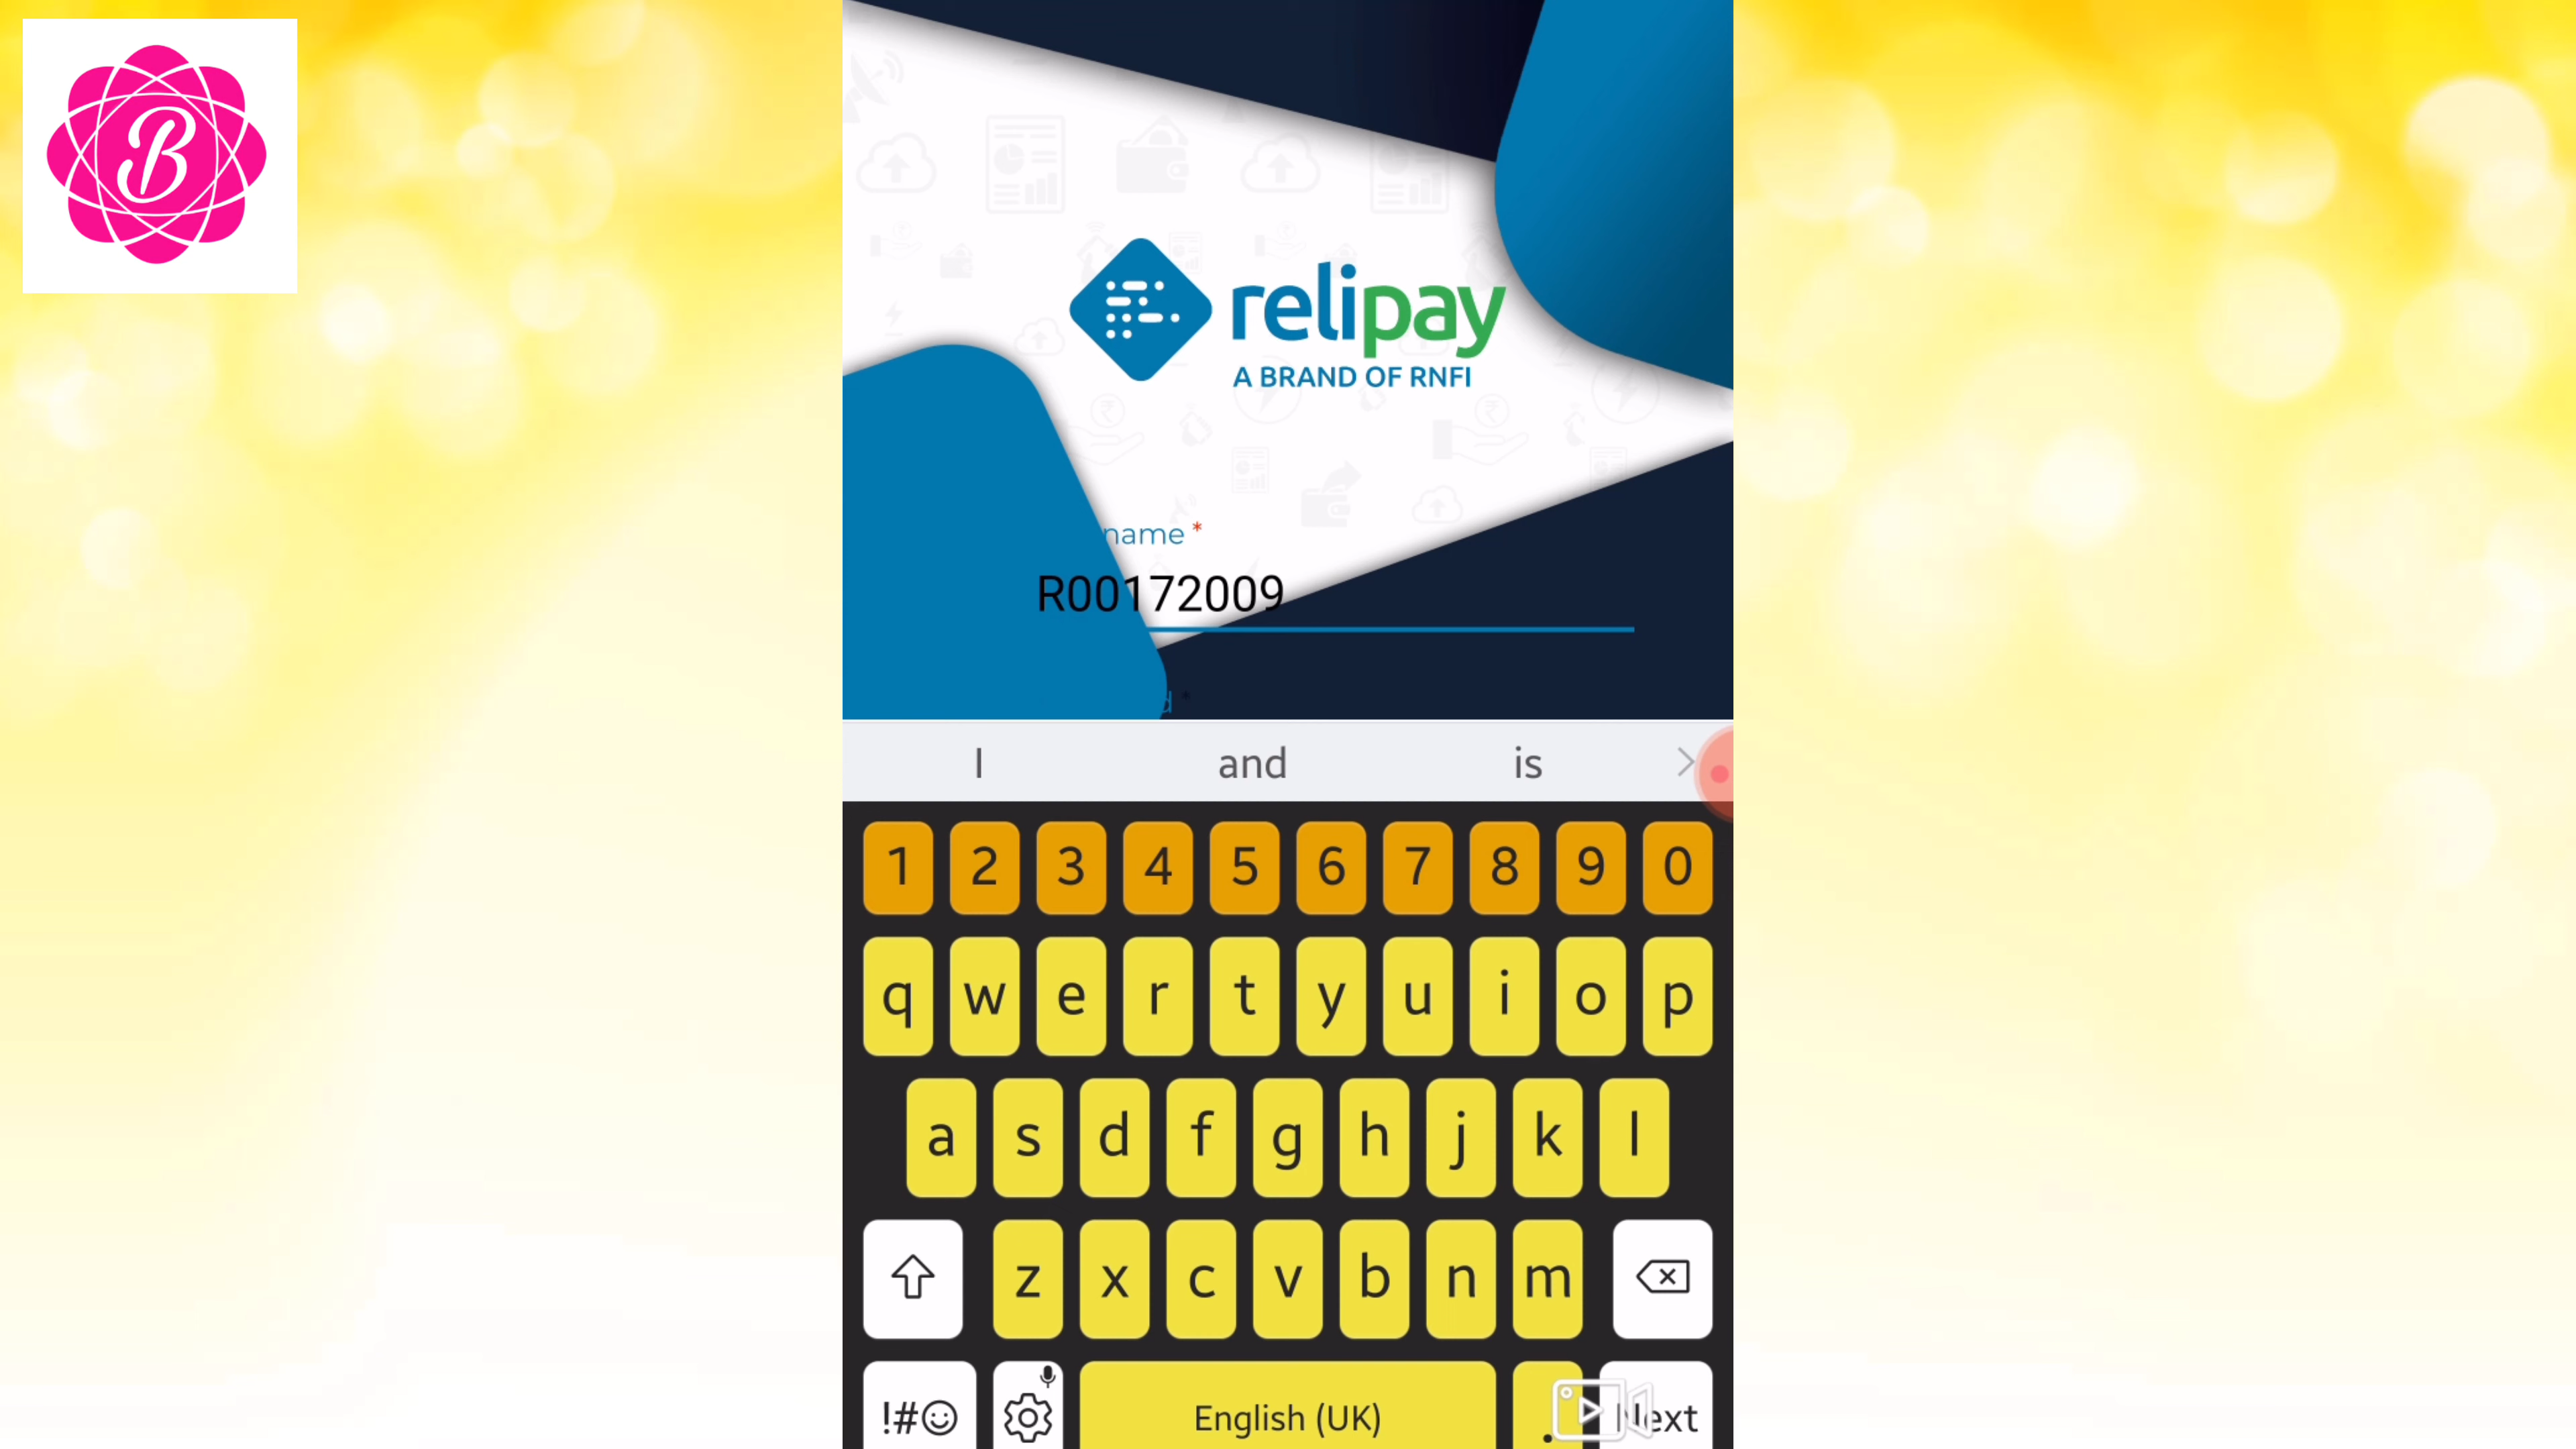 B
relipay
A BRAND OF RNFI
name *
R00172009
d *
I and is
1 2 3 4 5 6 7 8 9 0
q w e r t y u i o p
a s d f g h j k l
z x c v b n m
!#☺ English (UK) . Next